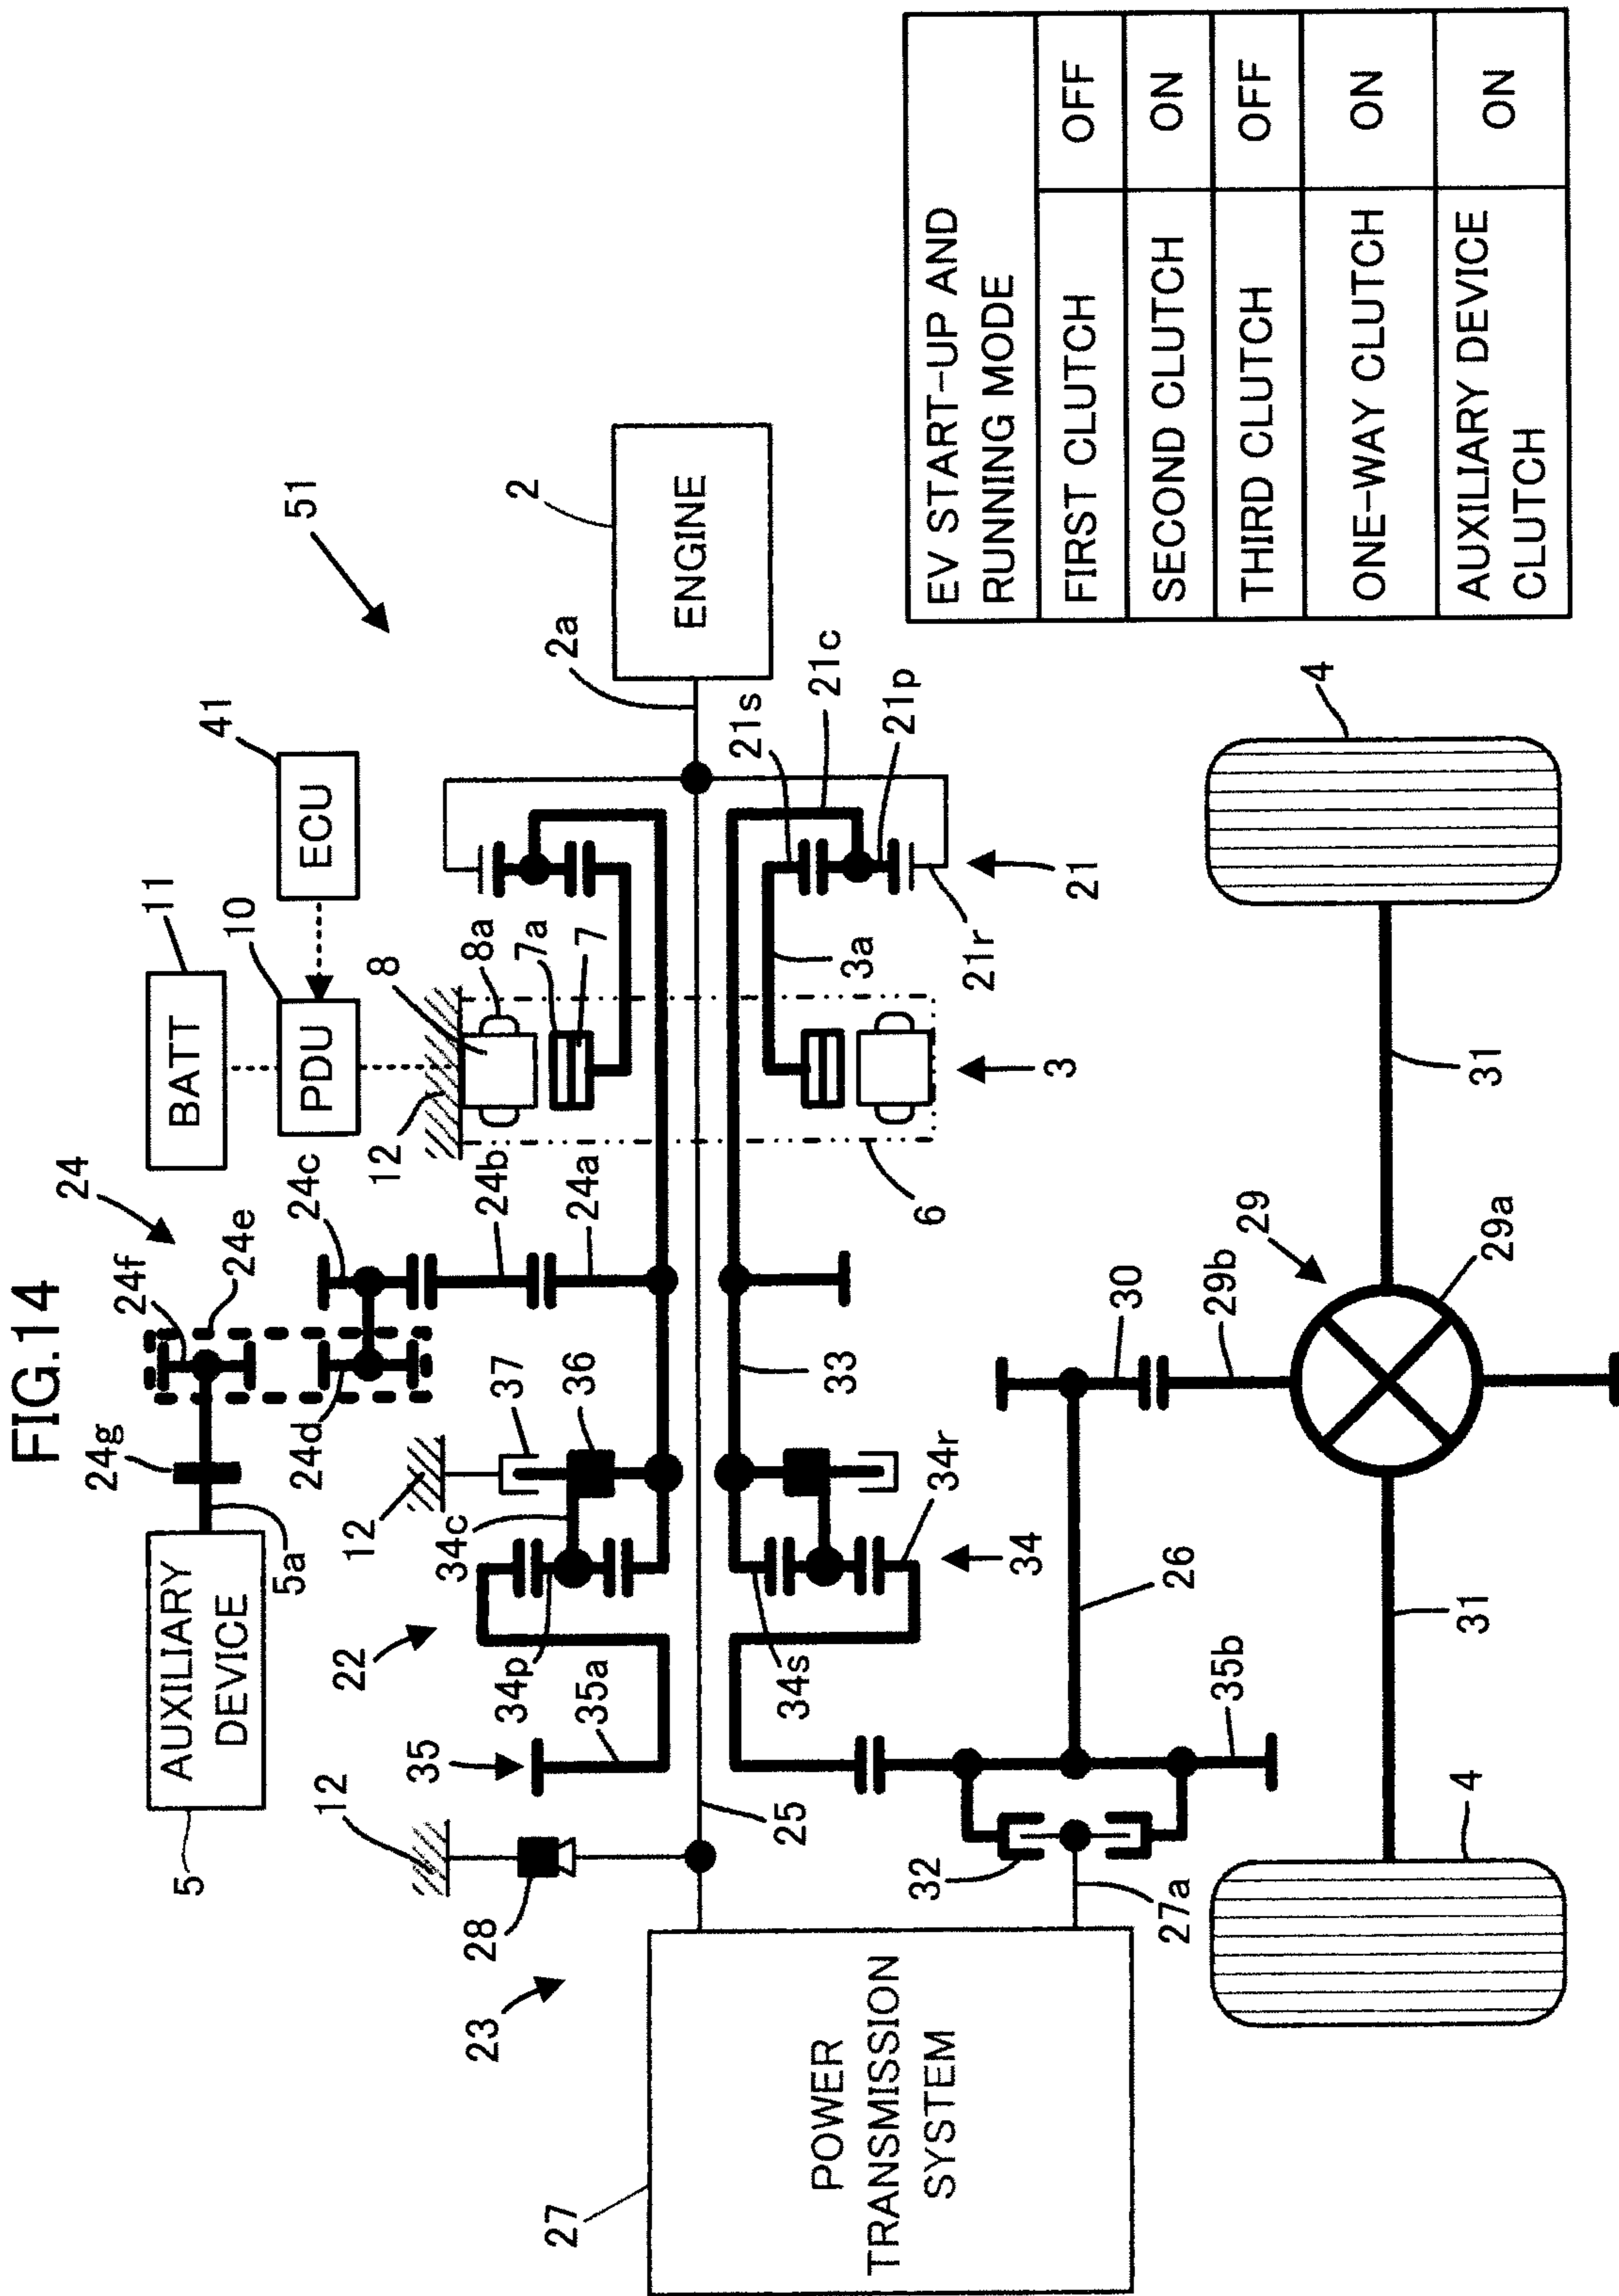 FIG.14
24
24f
24e
24c
24g
24d
AUXILIARY
DEVICE
5
5a
BATT
11
PDU
10
ECU
41
51
ENGINE
2
2a
12
8
8a
7a
7
24b
24a
12
37
36
34c
22
34p
35
35a
12
28
23
27
POWER
TRANSMISSION
SYSTEM
25
34s
34
34r
33
6
3
3a
21
21r
21s
21c
21p
32
27a
35b
26
30
29b
29
29a
31
31
4
4
EV START-UP AND
RUNNING MODE
FIRST CLUTCH OFF
SECOND CLUTCH ON
THIRD CLUTCH OFF
ONE-WAY CLUTCH ON
AUXILIARY DEVICE
CLUTCH ON